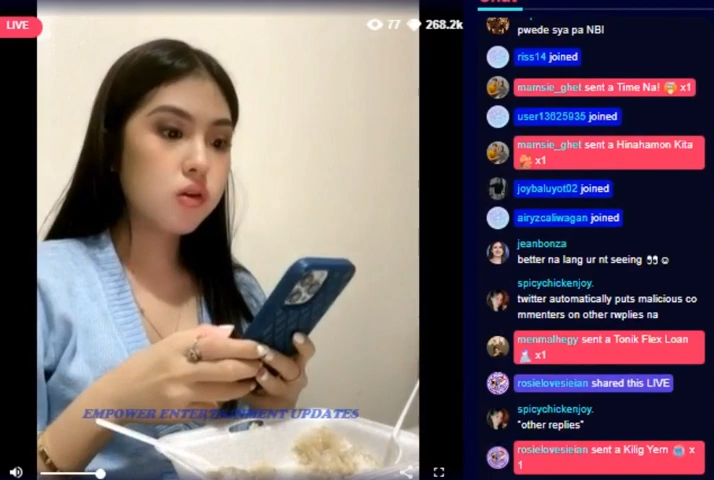 LIVE
77 268.2k
Chat
pwede sya pa NBI
riss14 joined
mamsie_ghet sent a Time Na! x1
user13625935 joined
mamsie_ghet sent a Hinahamon Kita
x1
joybaluyot02 joined
airyzcaliwagan joined
jeanbonza
better na lang ur nt seeing
spicychickenjoy.
twitter automatically puts malicious co
mmenters on other rwplies na
menmalhegy sent a Tonik Flex Loan
x1
rosielovesieian shared this LIVE
spicychickenjoy.
"other replies"
rosielovesieian sent a Kilig Yern x
1
EMPOWER ENTERTAINMENT UPDATES